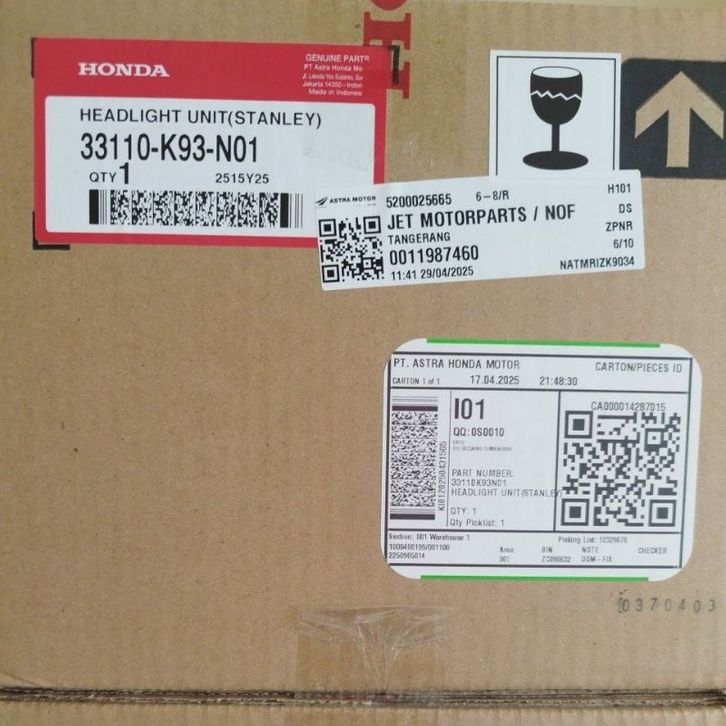 HONDA
GENUINE PARTS
PT Astra Honda Mo
Jakarta 14350 - Indon
Made in Indonesi
HEADLIGHT UNIT(STANLEY)
33110-K93-N01
QTY 1
2515Y25
ASTRA MOTOR
5200025665 6-8/R H101
JET MOTORPARTS / NOF DS
TANGERANG ZPNR
0011987460 6/10
11:41 29/04/2025 NATMRIZK9034
PT. ASTRA HONDA MOTOR CARTON/PIECES ID
CARTON 1 of 1 17.04.2025 21:48:30
I01
CA000014287015
QQ:0S0010
PART NUMBER:
33110K93N01
HEADLIGHT UNIT(STANLEY
QTY: 1
Qty Picklist: 1
Section: 001 Warehouse 1
Picking List: 12329670
Area BIN NOTE CHECKER
001 DOM-FIX
0370403